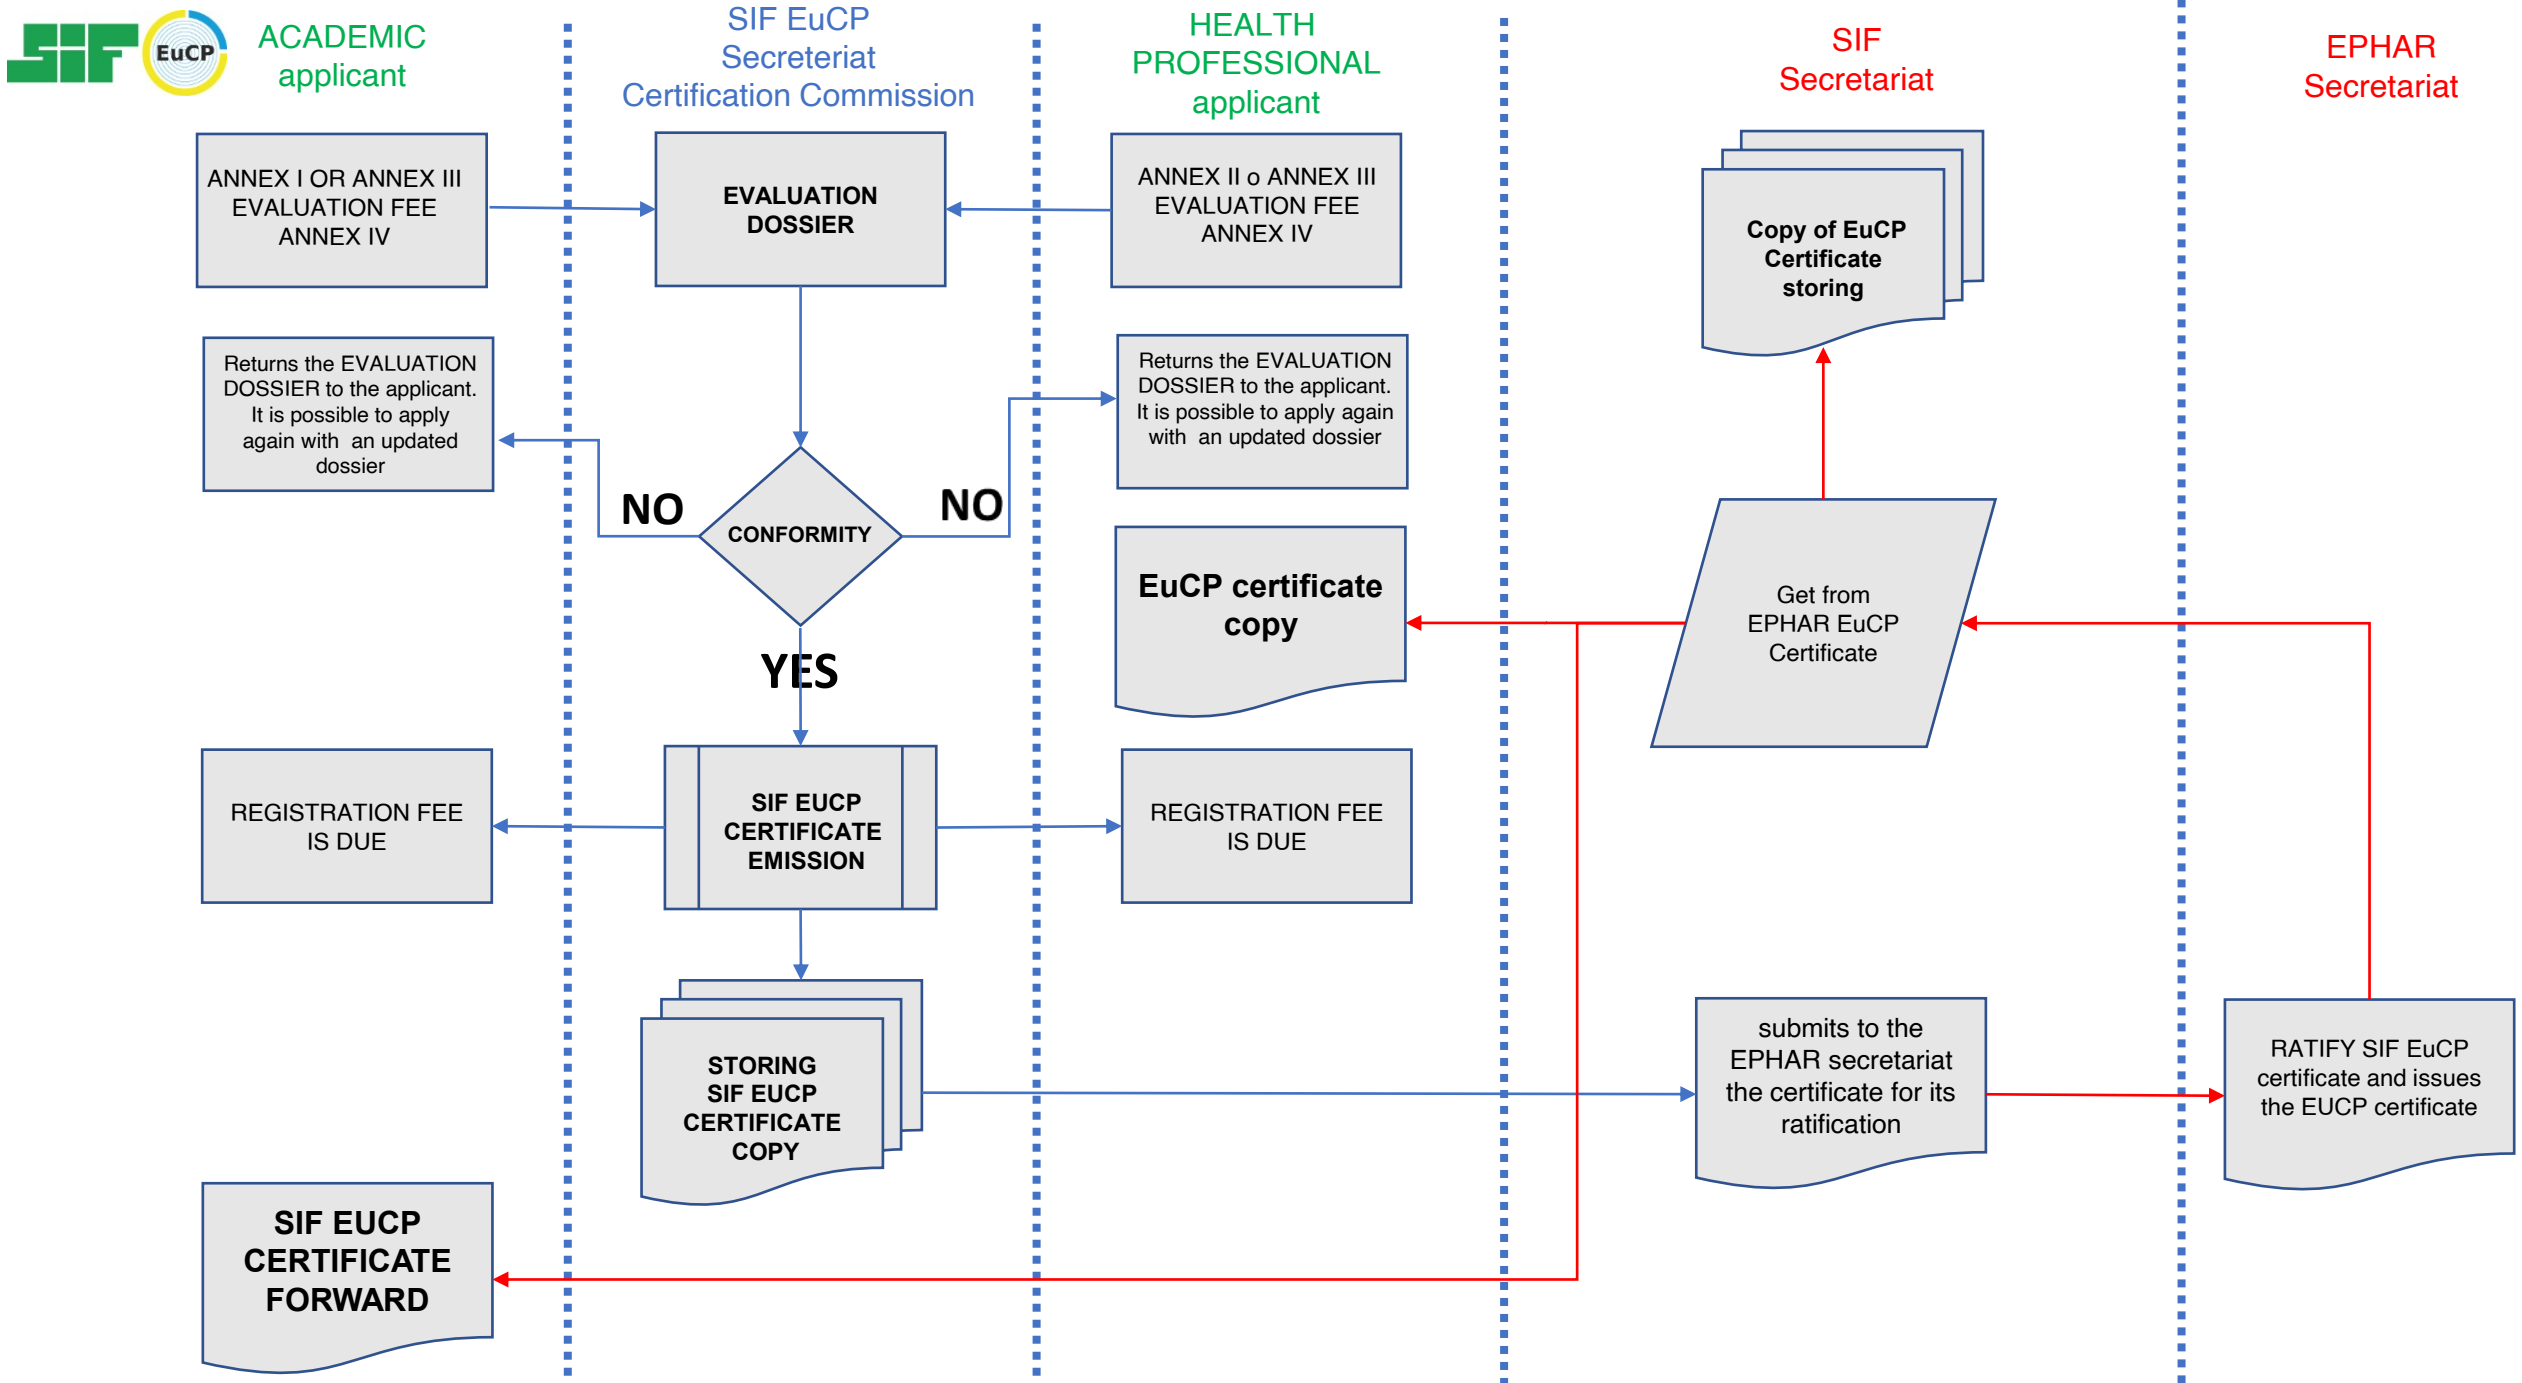 SiF
EuCP
ACADEMIC
applicant
SIF EuCP
Secreteriat
Certification Commission
HEALTH
PROFESSIONAL
applicant
SIF
Secretariat
EPHAR
Secretariat
ANNEX I OR ANNEX III
EVALUATION FEE
ANNEX IV
EVALUATION
DOSSIER
ANNEX II o ANNEX III
EVALUATION FEE
ANNEX IV
Copy of EuCP
Certificate
storing
Returns the EVALUATION
DOSSIER to the applicant.
It is possible to apply
again with an updated
dossier
Returns the EVALUATION
DOSSIER to the applicant.
It is possible to apply again
with an updated dossier
NO
CONFORMITY
NO
EuCP certificate
copy
Get from
EPHAR EuCP
Certificate
YES
REGISTRATION FEE
IS DUE
SIF EUCP
CERTIFICATE
EMISSION
REGISTRATION FEE
IS DUE
STORING
SIF EUCP
CERTIFICATE
COPY
submits to the
EPHAR secretariat
the certificate for its
ratification
RATIFY SIF EuCP
certificate and issues
the EUCP certificate
SIF EUCP
CERTIFICATE
FORWARD